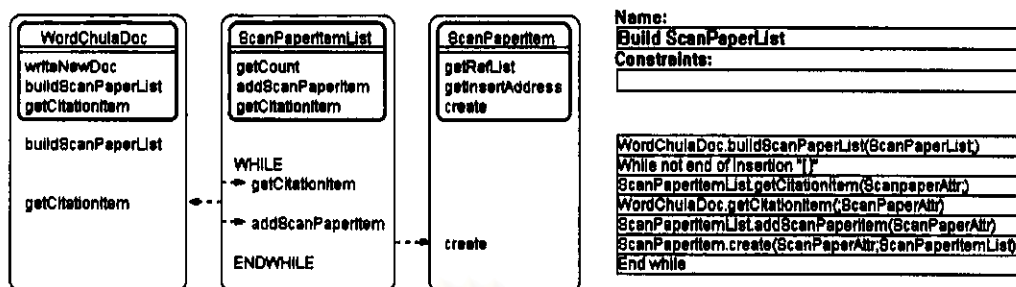 WordChulaDoc
writeNewDoc
buildScanPaperList
getCitationItem
buildScanPaperList
getCitationItem
ScanPaperItemList
getCount
addScanPaperItem
getCitationItem
WHILE
getCitationItem
addScanPaperItem
ENDWHILE
ScanPaperItem
getRefList
getInsertAddress
create
create
Name:
Build ScanPaperList
Constraints:
WordChulaDoc.buildScanPaperList(ScanPaperList;)
While not end of Insertion "[]"
ScanPaperItemList.getCitationItem(ScanpaperAttr;)
WordChulaDoc.getCitationItem(;ScanPaperAttr)
ScanPaperItemList.addScanPaperItem(ScanPaperAttr)
ScanPaperItem.create(ScanPaperAttr;ScanPaperItemList)
End while